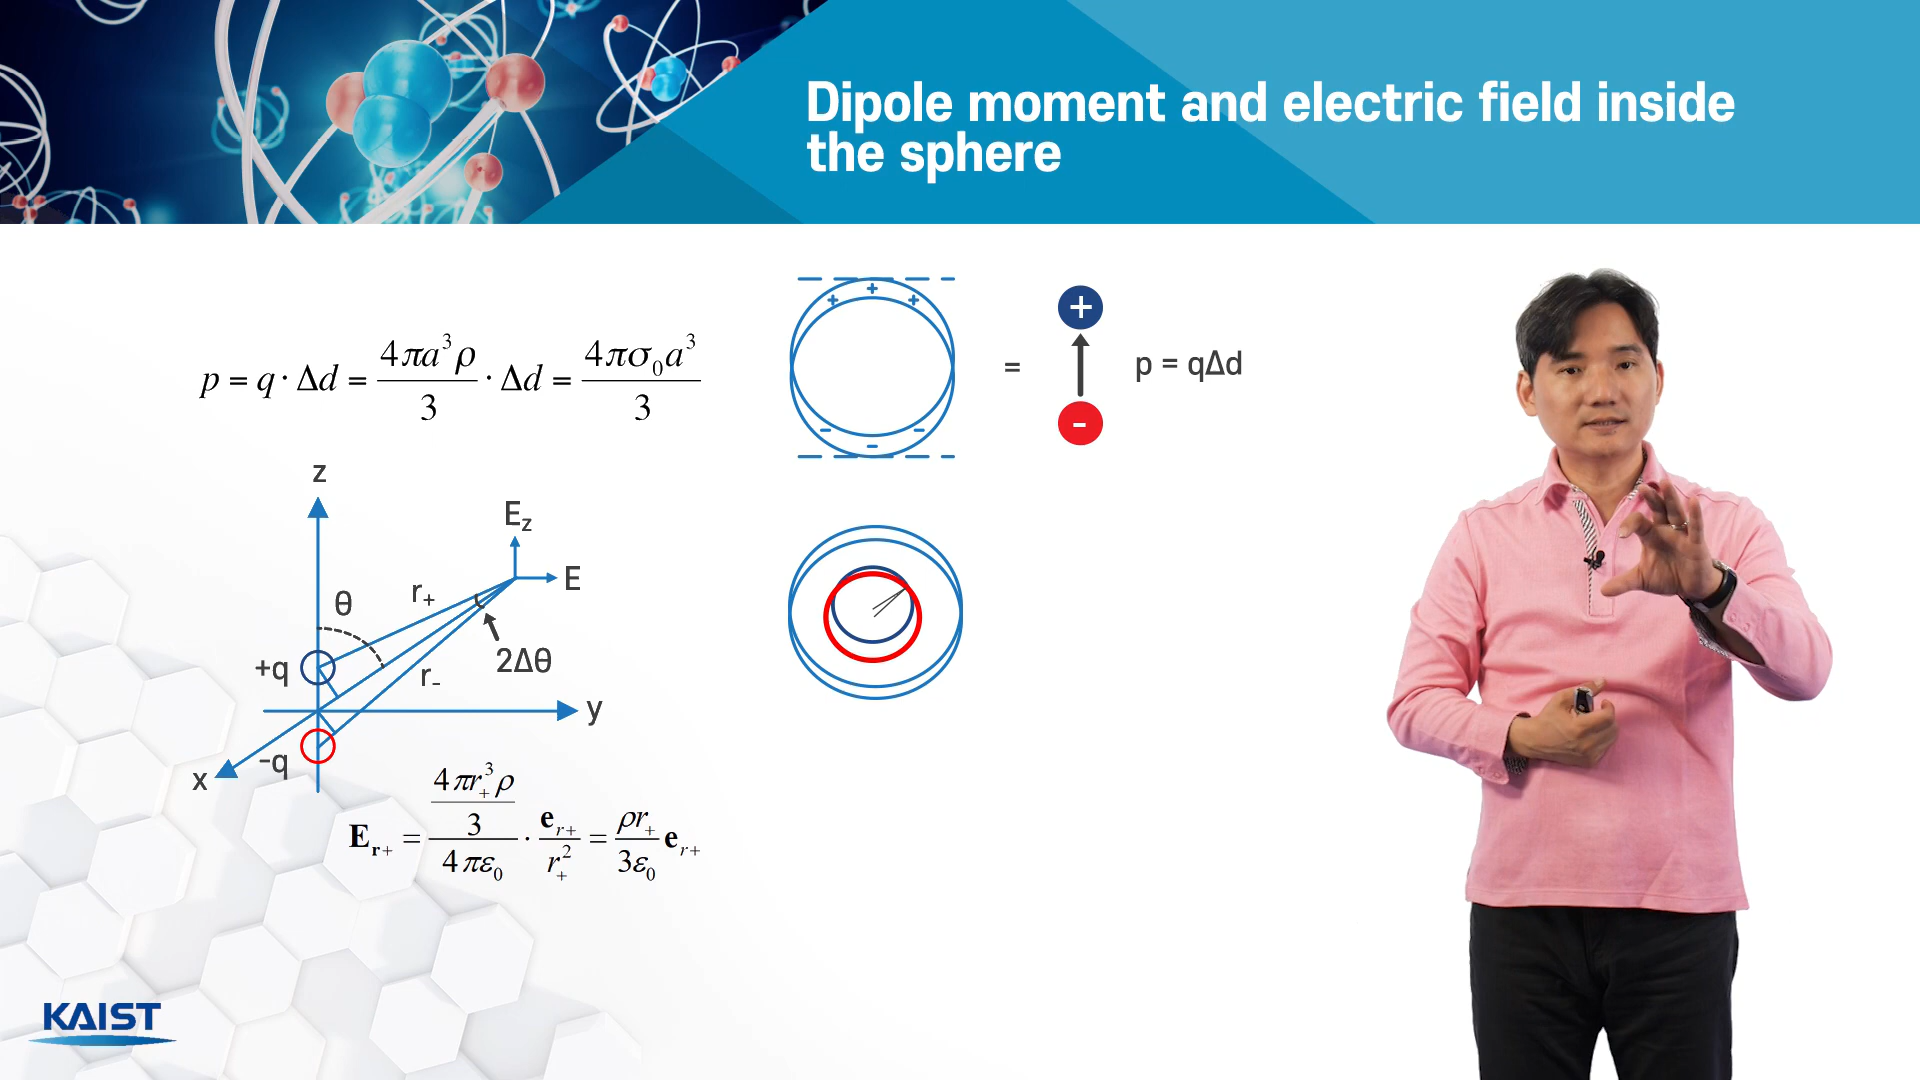 Dipole moment and electric field inside
the sphere
p = q · Δd = 4πa³ρ/3 · Δd = 4πσ₀a³/3
+ + +
- - -
=
+
-
p = qΔd
z
E_z
E
θ
r₊
2Δθ
+q
r₋
y
-q
x
E_r+ = (4πr₊³ρ/3)/(4πε₀) · e_r+/r₊² = ρr₊/3ε₀ e_r+
KAIST